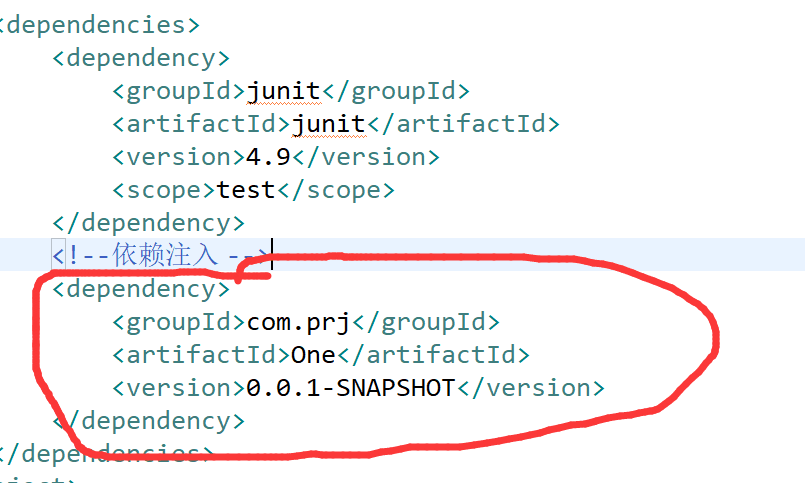 <dependencies>
<dependency>
<groupId>junit</groupId>
<artifactId>junit</artifactId>
<version>4.9</version>
<scope>test</scope>
</dependency>
<!--依赖注入 -->
<dependency>
<groupId>com.prj</groupId>
<artifactId>One</artifactId>
<version>0.0.1-SNAPSHOT</version>
</dependency>
</dependencies>
ject>